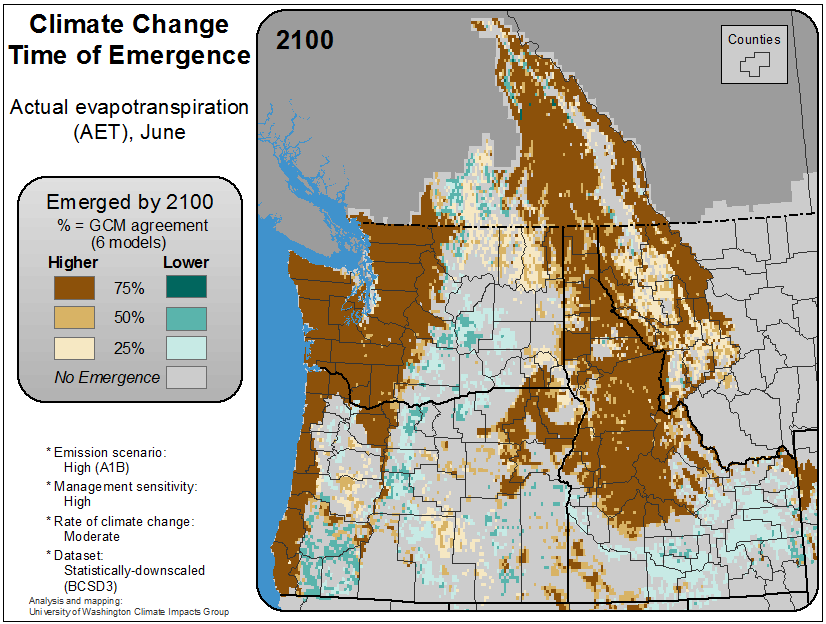 Climate Change
Time of Emergence
Actual evapotranspiration
(AET), June
Emerged by 2100
% = GCM agreement
(6 models)
Higher Lower
75%
50%
25%
No Emergence
* Emission scenario:
High (A1B)
* Management sensitivity:
High
* Rate of climate change:
Moderate
* Dataset:
Statistically-downscaled
(BCSD3)
Analysis and mapping:
University of Washington Climate Impacts Group
2100
Counties